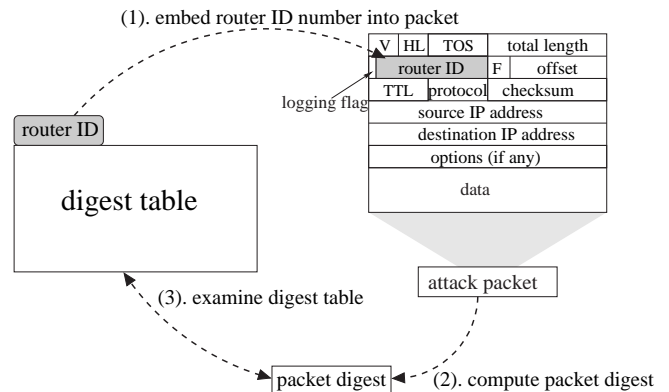 (1). embed router ID number into packet
V HL TOS total length
router ID F offset
logging flag
TTL protocol checksum
source IP address
destination IP address
options (if any)
data
router ID
digest table
attack packet
(3). examine digest table
packet digest
(2). compute packet digest